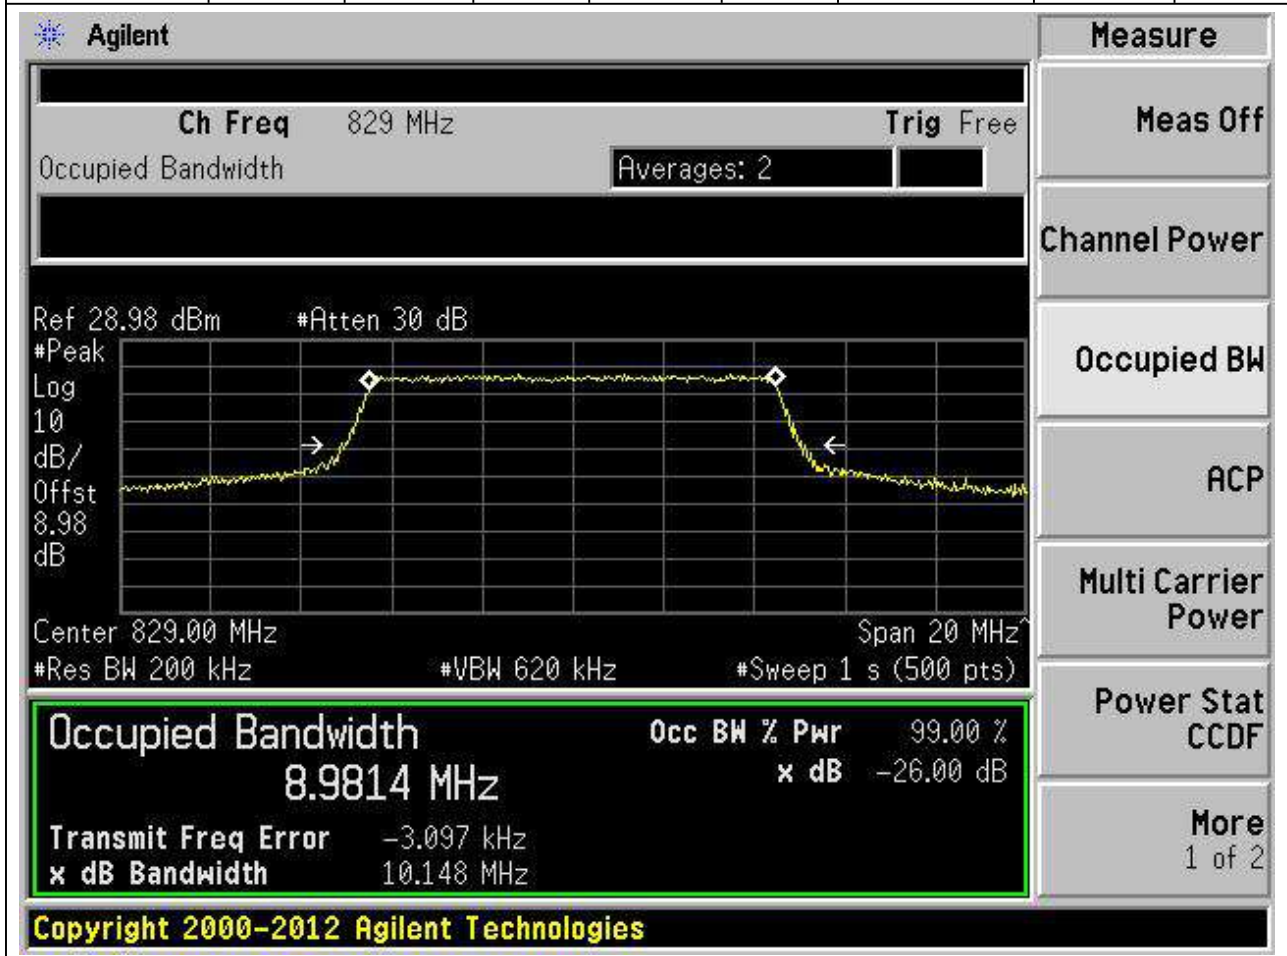 Agilent
Measure
Ch Freq 829 MHz Trig Free
Occupied Bandwidth Averages: 2
Meas Off
Channel Power
Occupied BW
ACP
Multi Carrier
Power
Power Stat
CCDF
More
1 of 2
Ref 28.98 dBm #Atten 30 dB
#Peak
Log
10
dB/
Offst
8.98
dB
Center 829.00 MHz Span 20 MHz^
#Res BW 200 kHz #VBW 620 kHz #Sweep 1 s (500 pts)
Occupied Bandwidth Occ BW % Pwr 99.00 %
8.9814 MHz x dB -26.00 dB
Transmit Freq Error -3.097 kHz
x dB Bandwidth 10.148 MHz
Copyright 2000-2012 Agilent Technologies